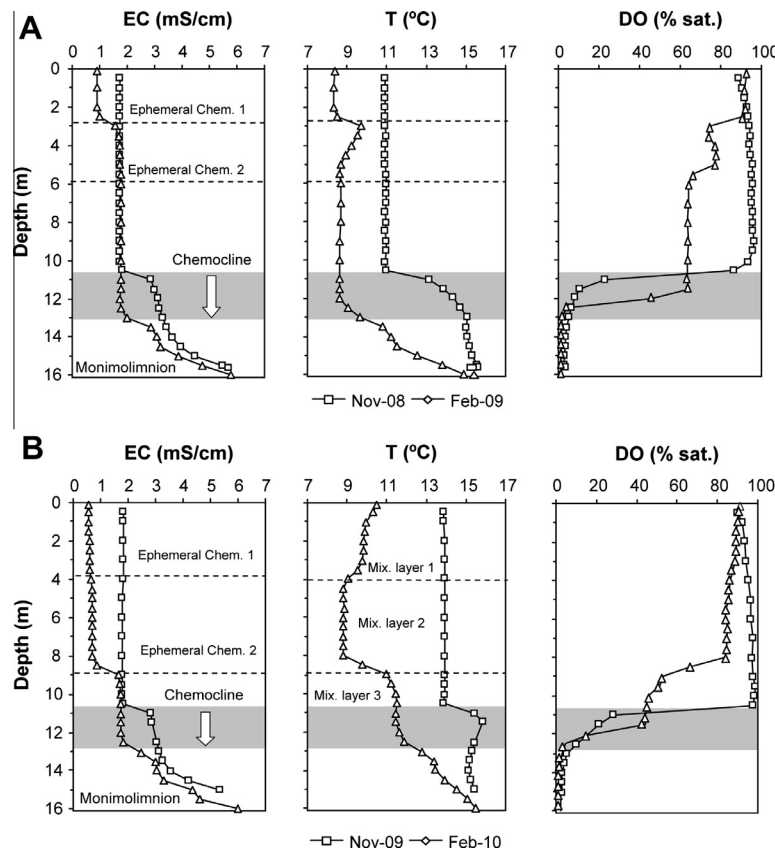 A
EC (mS/cm) T (ºC) DO (% sat.)
0 1 2 3 4 5 6 7 7 9 11 13 15 17 0 20 40 60 80 100
Depth (m)
0
2
4
6
8
10
12
14
16
Ephemeral Chem. 1
Ephemeral Chem. 2
Chemocline
Monimolimnion
Nov-08 Feb-09
B
EC (mS/cm) T (ºC) DO (% sat.)
0 1 2 3 4 5 6 7 7 9 11 13 15 17 0 20 40 60 80 100
Depth (m)
0
2
4
6
8
10
12
14
16
Ephemeral Chem. 1
Mix. layer 1
Mix. layer 2
Ephemeral Chem. 2
Chemocline
Mix. layer 3
Monimolimnion
Nov-09 Feb-10